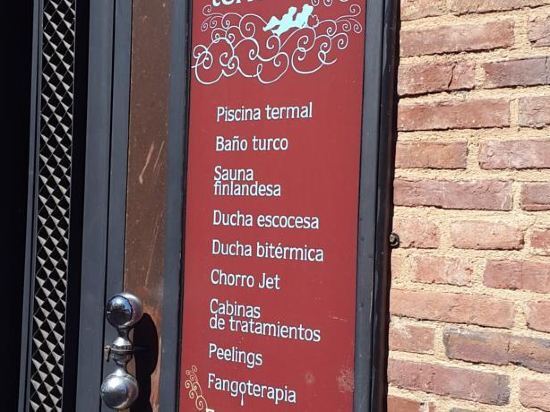 Piscina termal
Baño turco
Sauna
finlandesa
Ducha escocesa
Ducha bitérmica
Chorro Jet
Cabinas
de tratamientos
Peelings
Fangoterapia